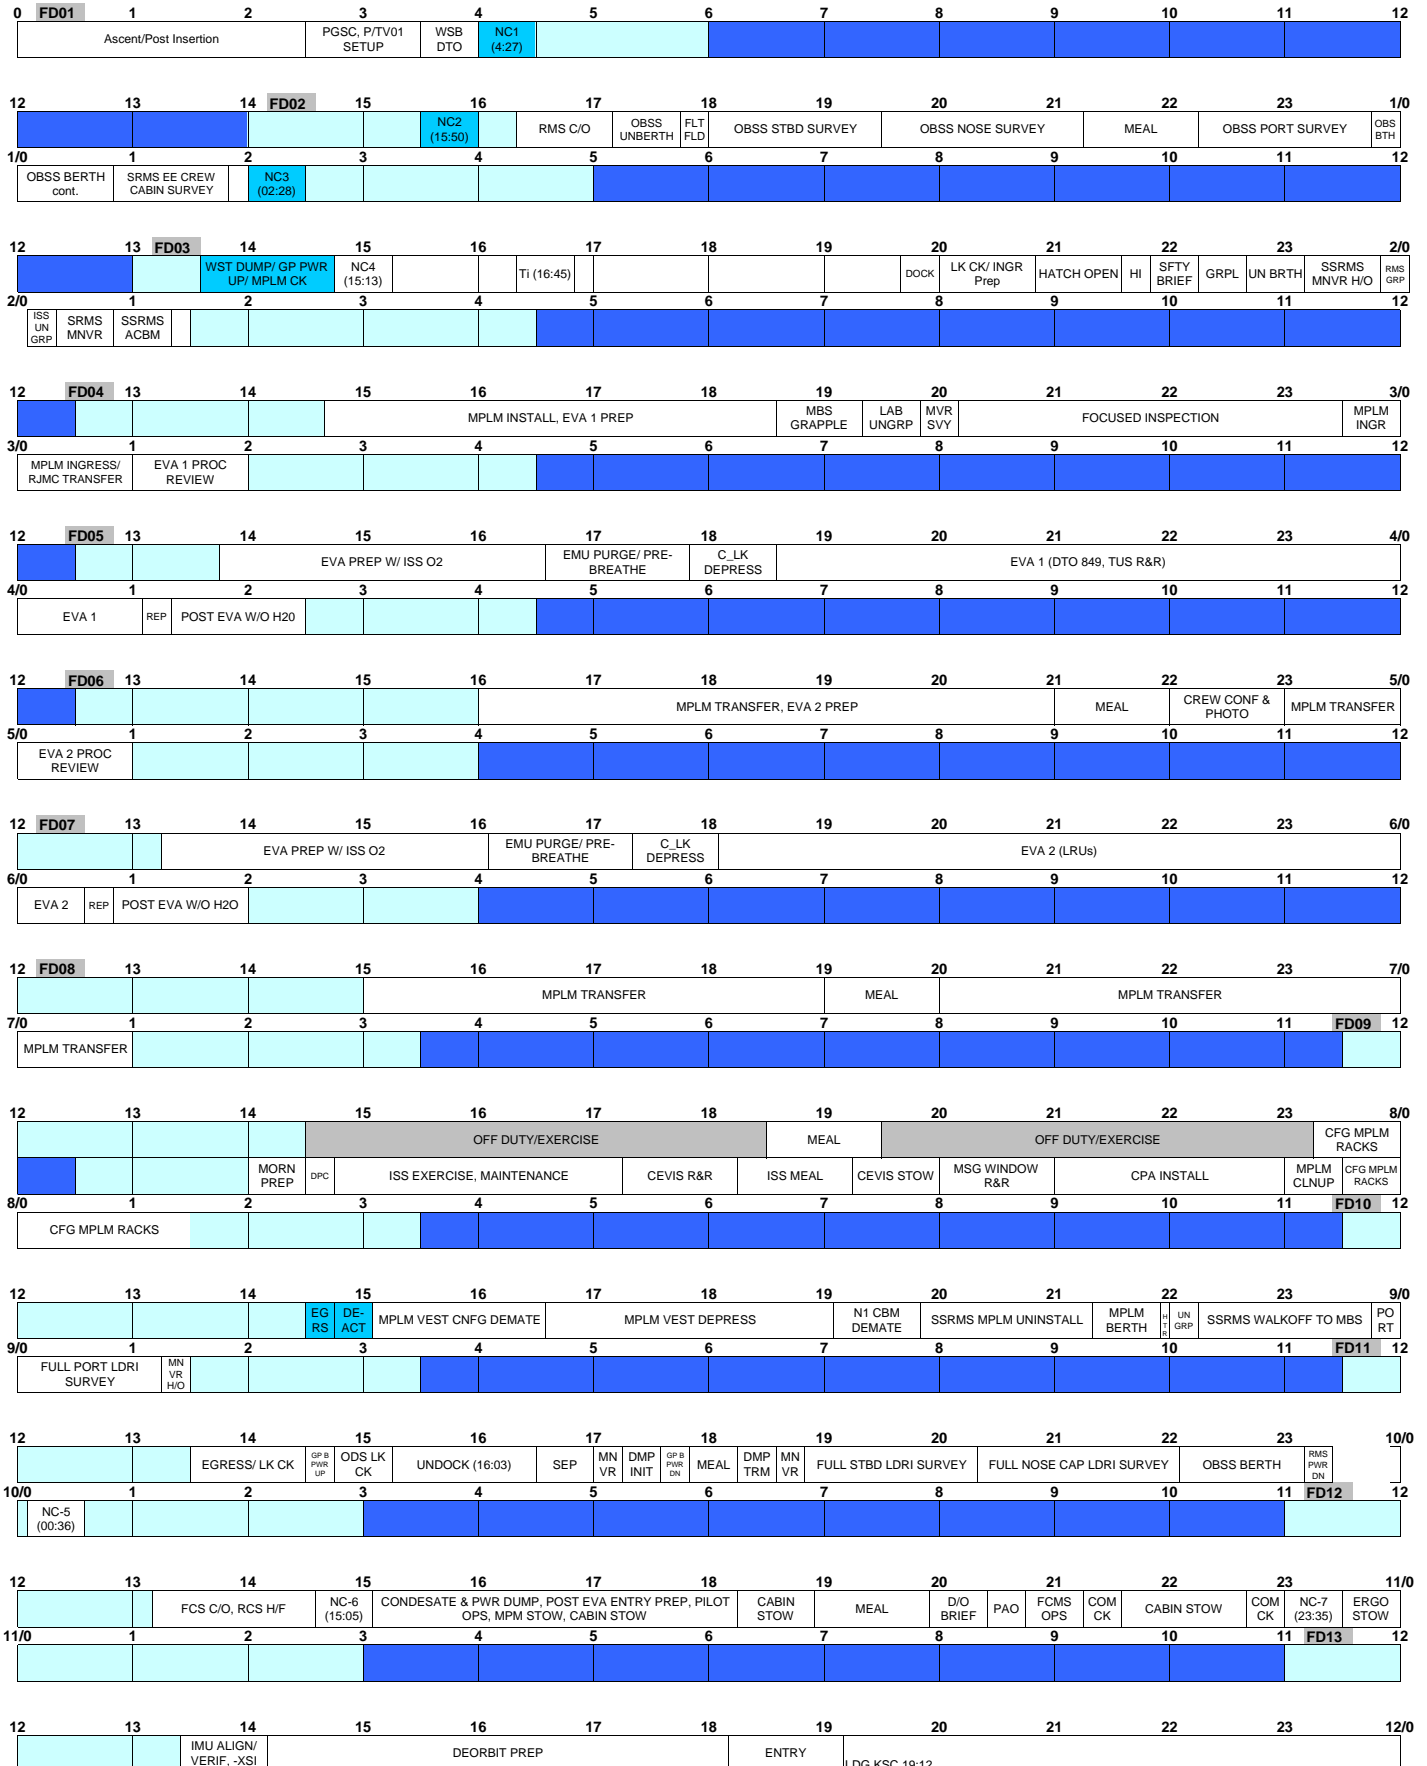 0 FD01 1 2 3 4 5 6 7 8 9 10 11 12
Ascent/Post Insertion
PGSC, P/TV01
SETUP
WSB
DTO
NC1
(4:27)
12 13 14 FD02 15 16 17 18 19 20 21 22 23 1/0
NC2
(15:50)
RMS C/O
OBSS
UNBERTH
FLT
FLD
OBSS STBD SURVEY
OBSS NOSE SURVEY
MEAL
OBSS PORT SURVEY
OBS
BTH
1/0 1 2 3 4 5 6 7 8 9 10 11 12
OBSS BERTH
cont.
SRMS EE CREW
CABIN SURVEY
NC3
(02:28)
12 13 FD03 14 15 16 17 18 19 20 21 22 23 2/0
WST DUMP/ GP PWR
UP/ MPLM CK
NC4
(15:13)
Ti (16:45)
DOCK
LK CK/ INGR
Prep
HATCH OPEN
HI
SFTY
BRIEF
GRPL
UN BRTH
SSRMS
MNVR H/O
RMS
GRP
2/0 1 2 3 4 5 6 7 8 9 10 11 12
ISS
UN
GRP
SRMS
MNVR
SSRMS
ACBM
12 FD04 13 14 15 16 17 18 19 20 21 22 23 3/0
MPLM INSTALL, EVA 1 PREP
MBS
GRAPPLE
LAB
UNGRP
MVR
SVY
FOCUSED INSPECTION
MPLM
INGR
3/0 1 2 3 4 5 6 7 8 9 10 11 12
MPLM INGRESS/
RJMC TRANSFER
EVA 1 PROC
REVIEW
12 FD05 13 14 15 16 17 18 19 20 21 22 23 4/0
EVA PREP W/ ISS O2
EMU PURGE/ PRE-
BREATHE
C_LK
DEPRESS
EVA 1 (DTO 849, TUS R&R)
4/0 1 2 3 4 5 6 7 8 9 10 11 12
EVA 1
REP
POST EVA W/O H20
12 FD06 13 14 15 16 17 18 19 20 21 22 23 5/0
MPLM TRANSFER, EVA 2 PREP
MEAL
CREW CONF &
PHOTO
MPLM TRANSFER
5/0 1 2 3 4 5 6 7 8 9 10 11 12
EVA 2 PROC
REVIEW
12 FD07 13 14 15 16 17 18 19 20 21 22 23 6/0
EVA PREP W/ ISS O2
EMU PURGE/ PRE-
BREATHE
C_LK
DEPRESS
EVA 2 (LRUs)
6/0 1 2 3 4 5 6 7 8 9 10 11 12
EVA 2
REP
POST EVA W/O H2O
12 FD08 13 14 15 16 17 18 19 20 21 22 23 7/0
MPLM TRANSFER
MEAL
MPLM TRANSFER
7/0 1 2 3 4 5 6 7 8 9 10 11 FD09 12
MPLM TRANSFER
12 13 14 15 16 17 18 19 20 21 22 23 8/0
OFF DUTY/EXERCISE
MEAL
OFF DUTY/EXERCISE
CFG MPLM
RACKS
MORN
PREP
DPC
ISS EXERCISE, MAINTENANCE
CEVIS R&R
ISS MEAL
CEVIS STOW
MSG WINDOW
R&R
CPA INSTALL
MPLM
CLNUP
CFG MPLM
RACKS
8/0 1 2 3 4 5 6 7 8 9 10 11 FD10 12
CFG MPLM RACKS
12 13 14 15 16 17 18 19 20 21 22 23 9/0
EG
RS
DE-
ACT
MPLM VEST CNFG DEMATE
MPLM VEST DEPRESS
N1 CBM
DEMATE
SSRMS MPLM UNINSTALL
MPLM
BERTH
H
T
R
UN
GRP
SSRMS WALKOFF TO MBS
PO
RT
9/0 1 2 3 4 5 6 7 8 9 10 11 FD11 12
FULL PORT LDRI
SURVEY
MN
VR
H/O
12 13 14 15 16 17 18 19 20 21 22 23 10/0
EGRESS/ LK CK
GP B
PWR
UP
ODS LK
CK
UNDOCK (16:03)
SEP
MN
VR
DMP
INIT
GP B
PWR
DN
MEAL
DMP
TRM
MN
VR
FULL STBD LDRI SURVEY
FULL NOSE CAP LDRI SURVEY
OBSS BERTH
RMS
PWR
DN
10/0 1 2 3 4 5 6 7 8 9 10 11 FD12 12
NC-5
(00:36)
12 13 14 15 16 17 18 19 20 21 22 23 11/0
FCS C/O, RCS H/F
NC-6
(15:05)
CONDESATE & PWR DUMP, POST EVA ENTRY PREP, PILOT
OPS, MPM STOW, CABIN STOW
CABIN
STOW
MEAL
D/O
BRIEF
PAO
FCMS
OPS
COM
CK
CABIN STOW
COM
CK
NC-7
(23:35)
ERGO
STOW
11/0 1 2 3 4 5 6 7 8 9 10 11 FD13 12
12 13 14 15 16 17 18 19 20 21 22 23 12/0
IMU ALIGN/
VERIF, -XSI
DEORBIT PREP
ENTRY
LDG KSC 19:12